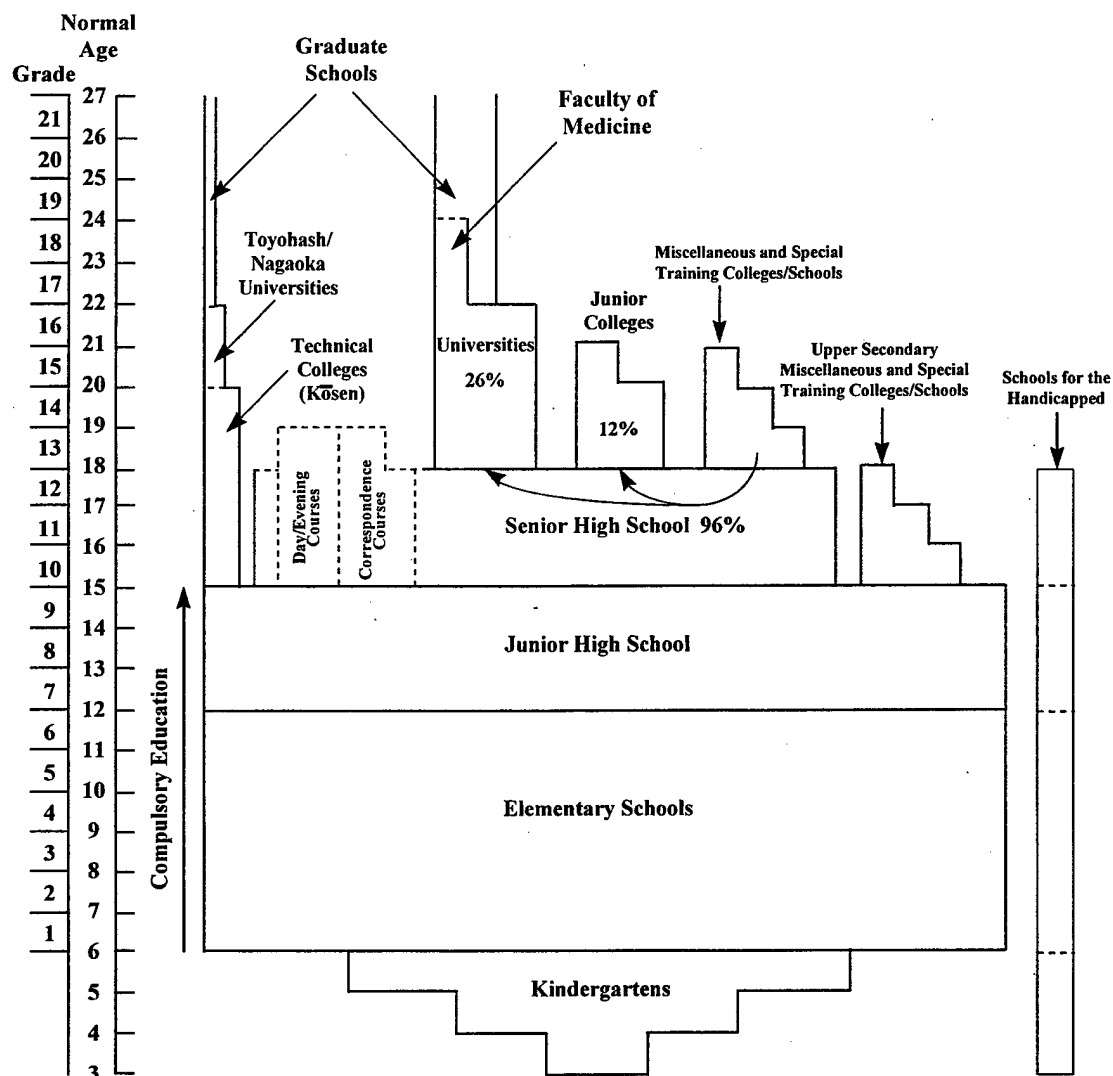 Normal
Age
Grade
27
21
26
20
25
19
24
18
23
17
22
16
21
15
20
14
19
13
18
12
17
11
16
10
15
9
14
8
13
7
12
6
11
5
10
4
9
3
8
2
7
1
6
5
4
3
Compulsory Education
Graduate
Schools
Faculty of
Medicine
Toyohash/
Nagaoka
Universities
Technical
Colleges
(Kōsen)
Universities
26%
Junior
Colleges
12%
Miscellaneous and Special
Training Colleges/Schools
Upper Secondary
Miscellaneous and Special
Training Colleges/Schools
Schools for the
Handicapped
Day/Evening
Courses
Correspondence
Courses
Senior High School 96%
Junior High School
Elementary Schools
Kindergartens